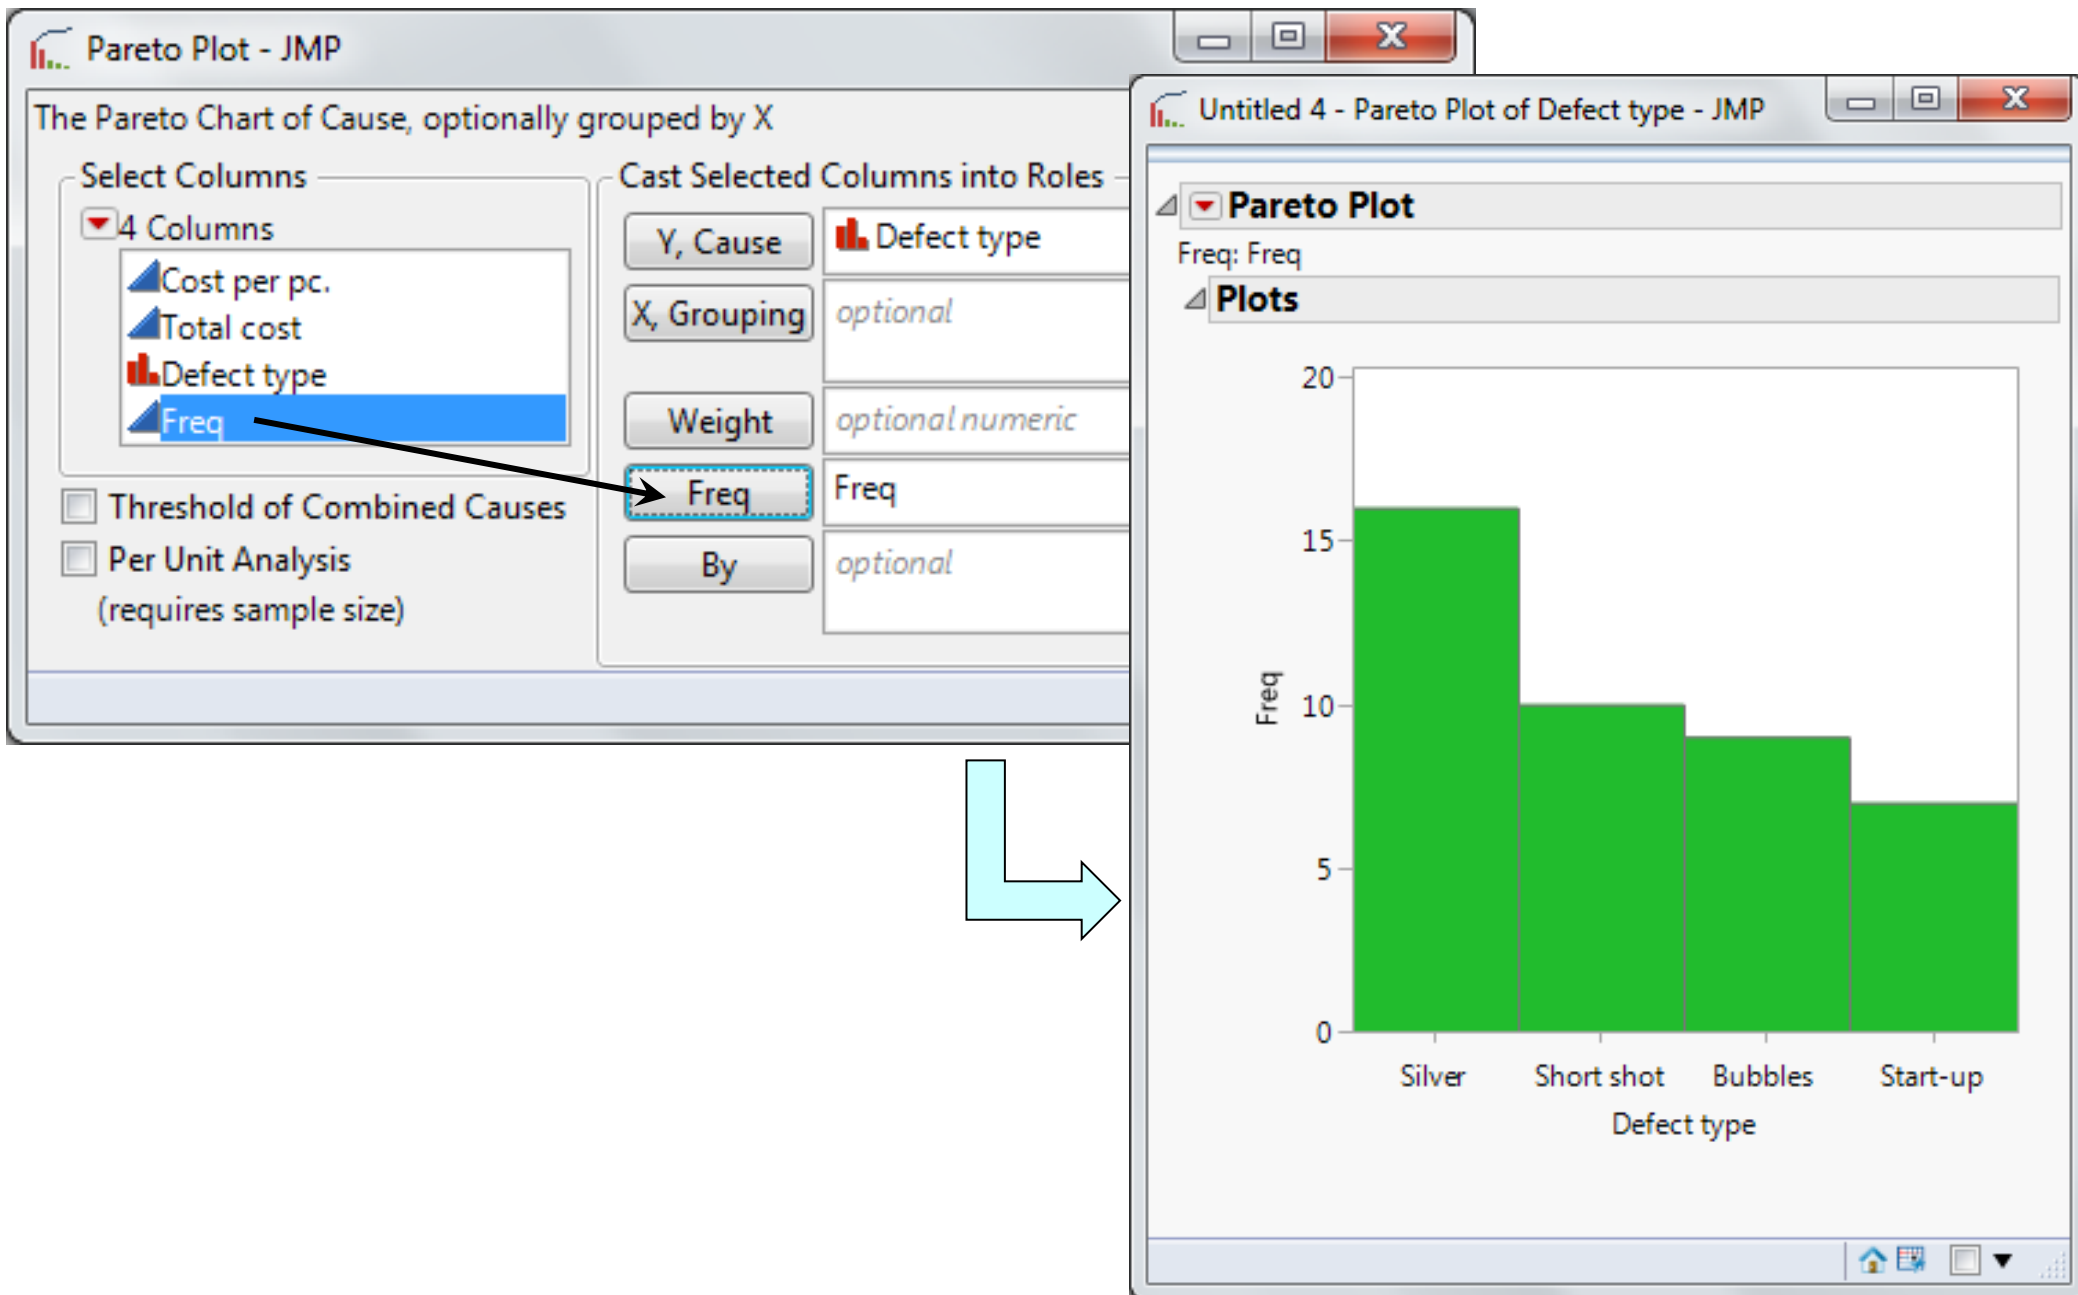 Pareto Plot - JMP
The Pareto Chart of Cause, optionally grouped by X
Select Columns
4 Columns
Cost per pc.
Total cost
Defect type
Freq
Threshold of Combined Causes
Per Unit Analysis
(requires sample size)
Cast Selected Columns into Roles
Y, Cause
Defect type
X, Grouping
optional
Weight
optional numeric
Freq
Freq
By
optional
Untitled 4 - Pareto Plot of Defect type - JMP
Pareto Plot
Freq: Freq
Plots
20
15
10
5
0
Freq
Silver
Short shot
Bubbles
Start-up
Defect type